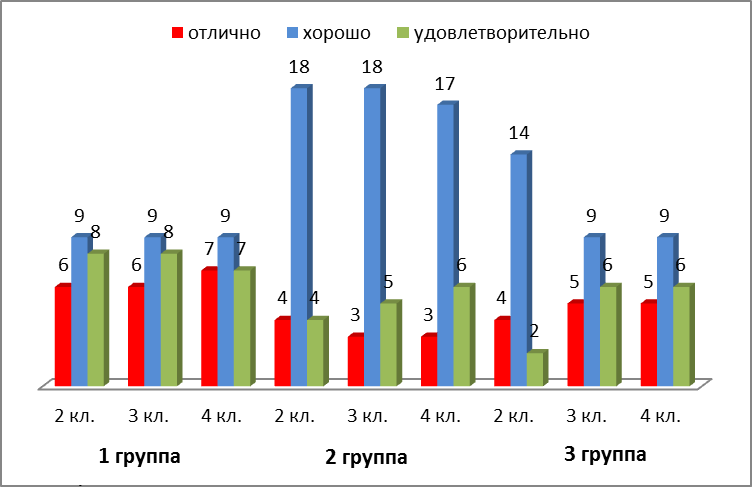 отлично хорошо удовлетворительно
18 18
17
14
9 9 9 9 9
8 8
7 7
6 6 6 6 6
5 5 5
4 4 4
3 3
2
2 кл. 3 кл. 4 кл. 2 кл. 3 кл. 4 кл. 2 кл. 3 кл. 4 кл.
1 группа 2 группа 3 группа